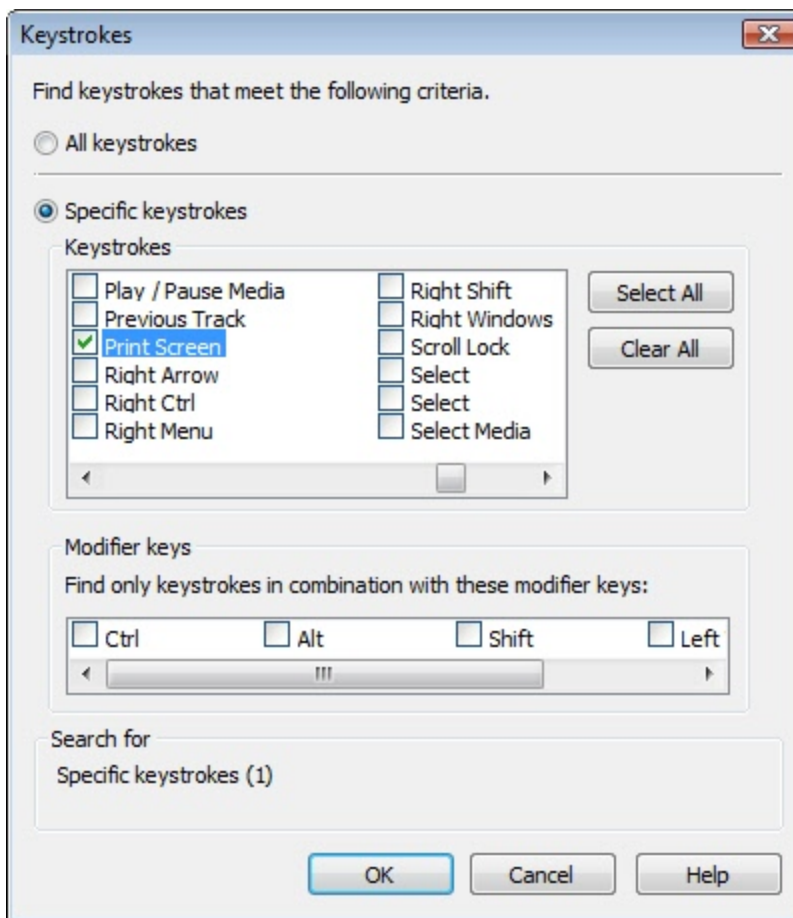 Keystrokes
Find keystrokes that meet the following criteria.
All keystrokes
Specific keystrokes
Keystrokes
Play / Pause Media
Previous Track
Print Screen
Right Arrow
Right Ctrl
Right Menu
Right Shift
Right Windows
Scroll Lock
Select
Select
Select Media
Select All
Clear All
Modifier keys
Find only keystrokes in combination with these modifier keys:
Ctrl Alt Shift Left
Search for
Specific keystrokes (1)
OK Cancel Help